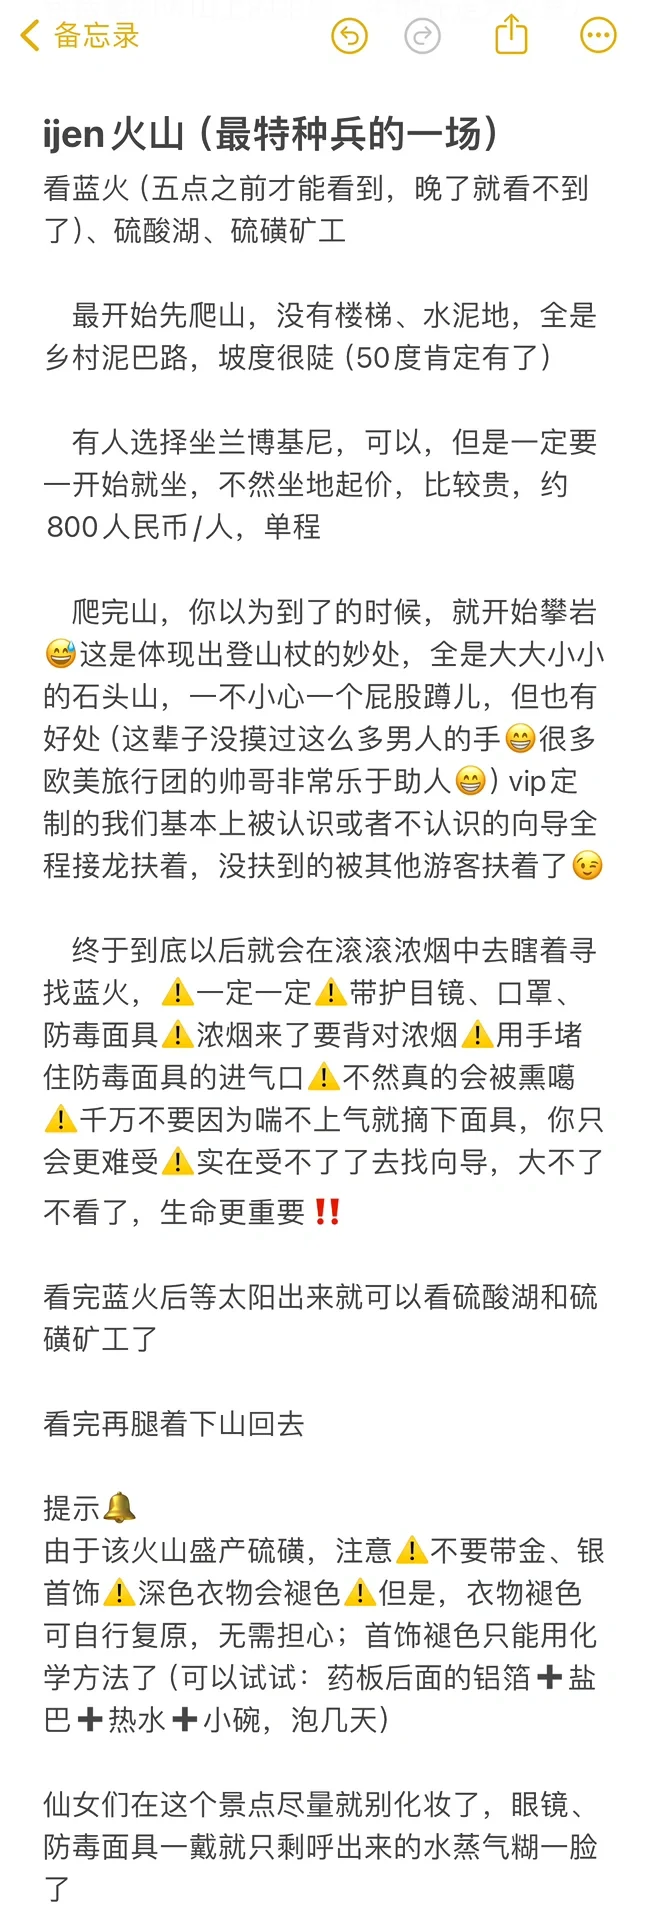 备忘录
ijen火山（最特种兵的一场）
看蓝火（五点之前才能看到，晚了就看不到
了）、硫酸湖、硫磺矿工
最开始先爬山，没有楼梯、水泥地，全是
乡村泥巴路，坡度很陡（50度肯定有了）
有人选择坐兰博基尼，可以，但是一定要
一开始就坐，不然坐地起价，比较贵，约
800人民币/人，单程
爬完山，你以为到了的时候，就开始攀岩
😅这是体现出登山杖的妙处，全是大大小小
的石头山，一不小心一个屁股蹲儿，但也有
好处（这辈子没摸过这么多男人的手😁很多
欧美旅行团的帅哥非常乐于助人😁）vip定
制的我们基本上被认识或者不认识的向导全
程接龙扶着，没扶到的被其他游客扶着了😉
终于到底以后就会在滚滚浓烟中去瞎着寻
找蓝火，⚠️一定一定⚠️带护目镜、口罩、
防毒面具⚠️浓烟来了要背对浓烟⚠️用手堵
住防毒面具的进气口⚠️不然真的会被熏噶
⚠️千万不要因为喘不上气就摘下面具，你只
会更难受⚠️实在受不了了去找向导，大不了
不看了，生命更重要‼️
看完蓝火后等太阳出来就可以看硫酸湖和硫
磺矿工了
看完再腿着下山回去
提示🔔
由于该火山盛产硫磺，注意⚠️不要带金、银
首饰⚠️深色衣物会褪色⚠️但是，衣物褪色
可自行复原，无需担心；首饰褪色只能用化
学方法了（可以试试：药板后面的铝箔➕盐
巴➕热水➕小碗，泡几天）
仙女们在这个景点尽量就别化妆了，眼镜、
防毒面具一戴就只剩呼出来的水蒸气糊一脸
了